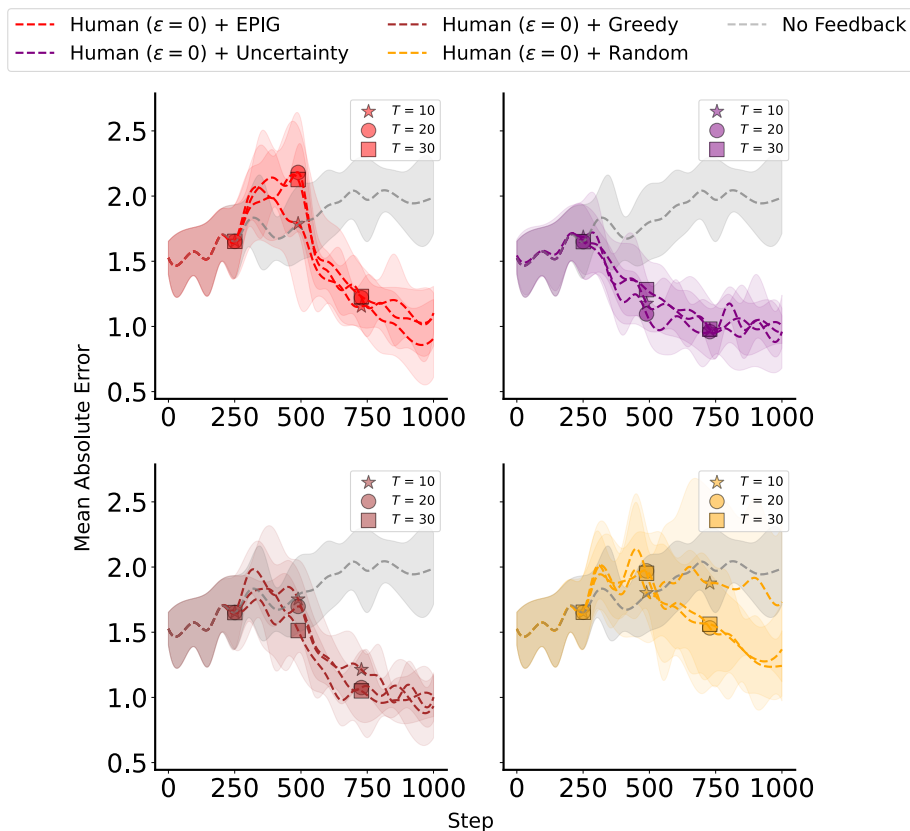 Human (ε = 0) + EPIG
Human (ε = 0) + Greedy
No Feedback
Human (ε = 0) + Uncertainty
Human (ε = 0) + Random
Mean Absolute Error
2.5
2.0
1.5
1.0
0.5
0 250 500 750 1000
T = 10
T = 20
T = 30
0 250 500 750 1000
T = 10
T = 20
T = 30
2.5
2.0
1.5
1.0
0.5
0 250 500 750 1000
T = 10
T = 20
T = 30
0 250 500 750 1000
T = 10
T = 20
T = 30
Step